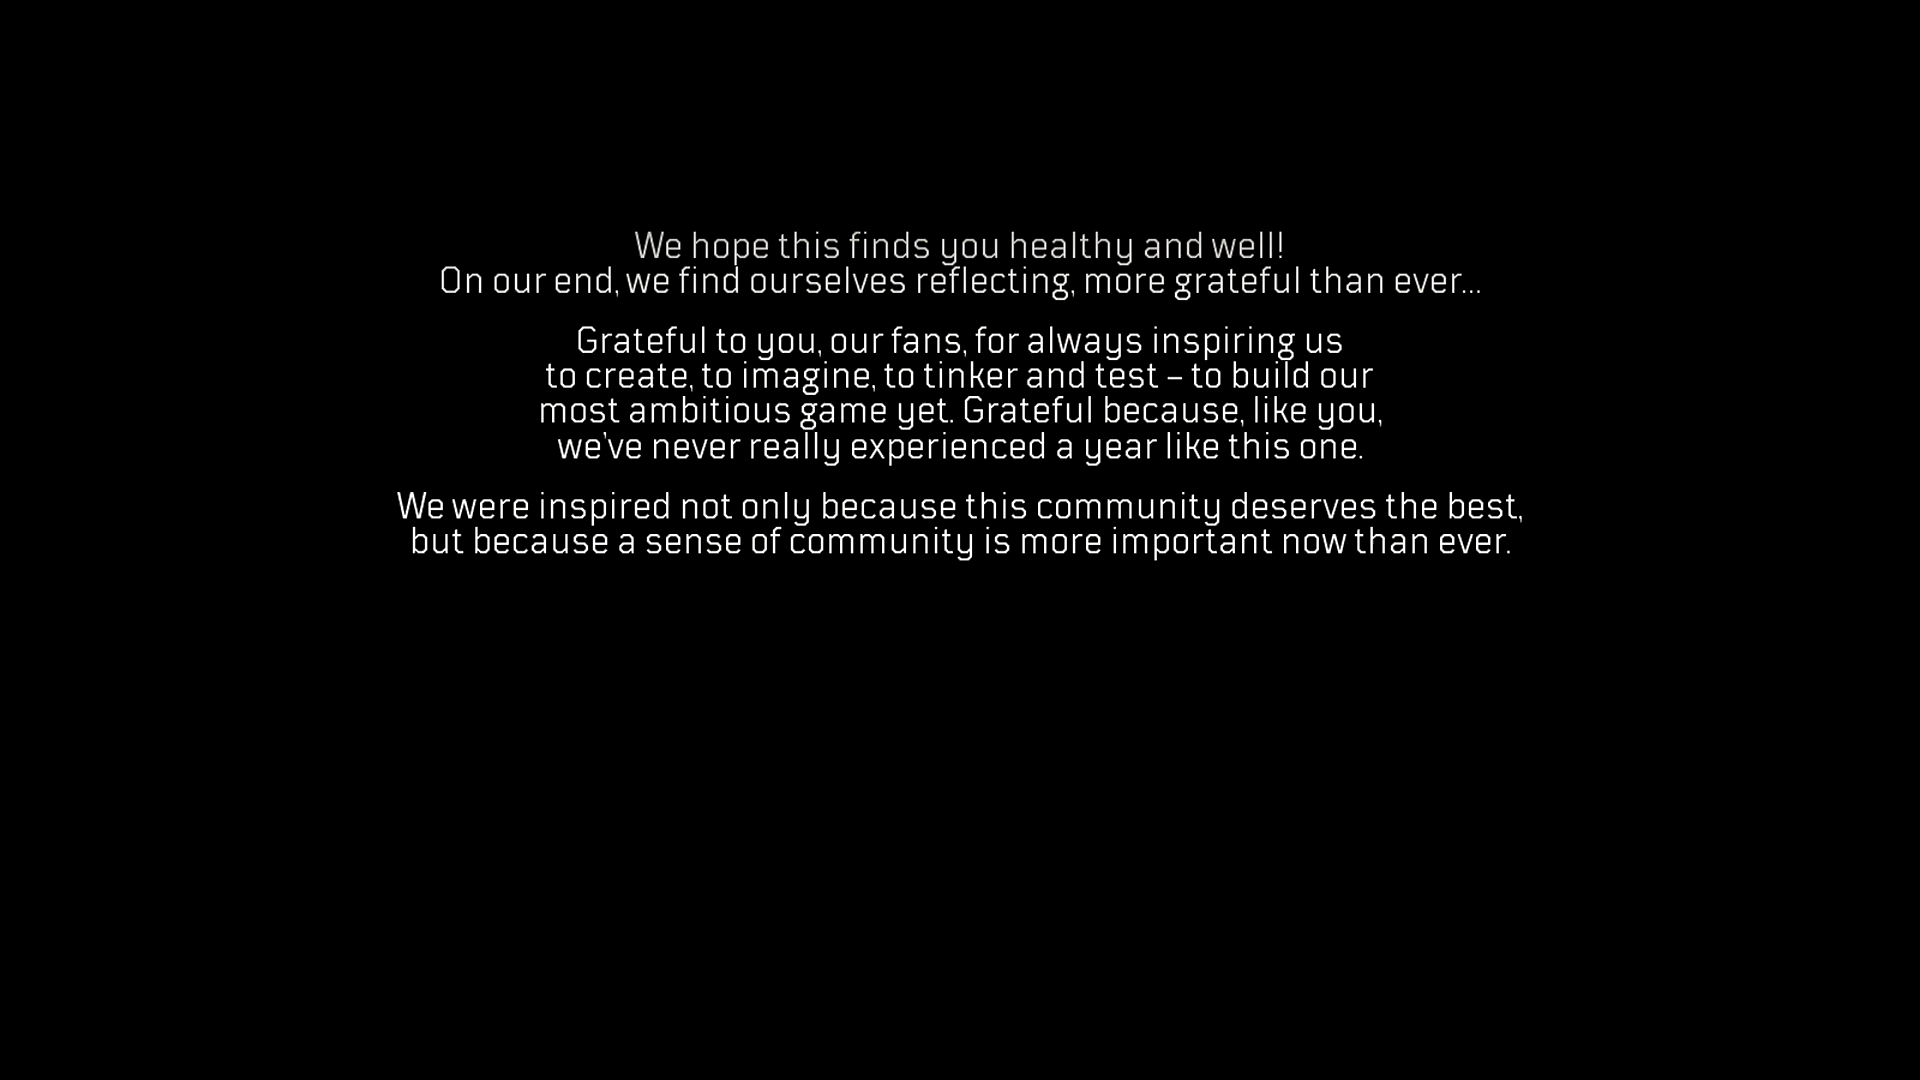 We hope this finds you healthy and well!
On our end, we find ourselves reflecting, more grateful than ever...
Grateful to you, our fans, for always inspiring us
to create, to imagine, to tinker and test – to build our
most ambitious game yet. Grateful because, like you,
we've never really experienced a year like this one.
We were inspired not only because this community deserves the best,
but because a sense of community is more important now than ever.